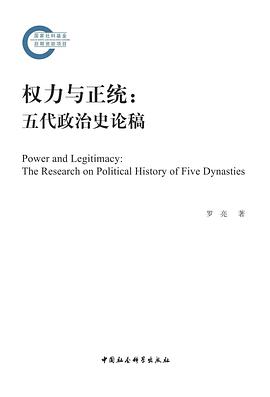 国家社科基金
后期资助项目
权力与正统：
五代政治史论稿
Power and Legitimacy:
The Research on Political History of Five Dynasties
罗亮 著
中国社会科学出版社